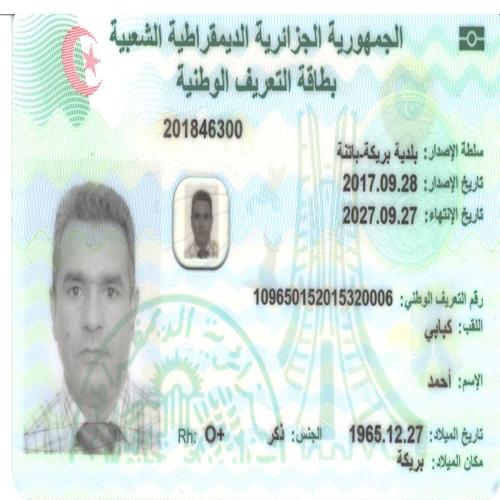 الجمهورية الجزائرية الديمقراطية الشعبية
بطاقة التعريف الوطنية
201846300
سلطة الإصدار: بلدية بريكة-باتنة
تاريخ الإصدار: 2017.09.28
تاريخ الإنتهاء: 2027.09.27
رقم التعريف الوطني: 109650152015320006
اللقب: كبابي
الإسم: أحمد
تاريخ الميلاد: 1965.12.27 الجنس: ذكر Rh: O+
مكان الميلاد: بريكة